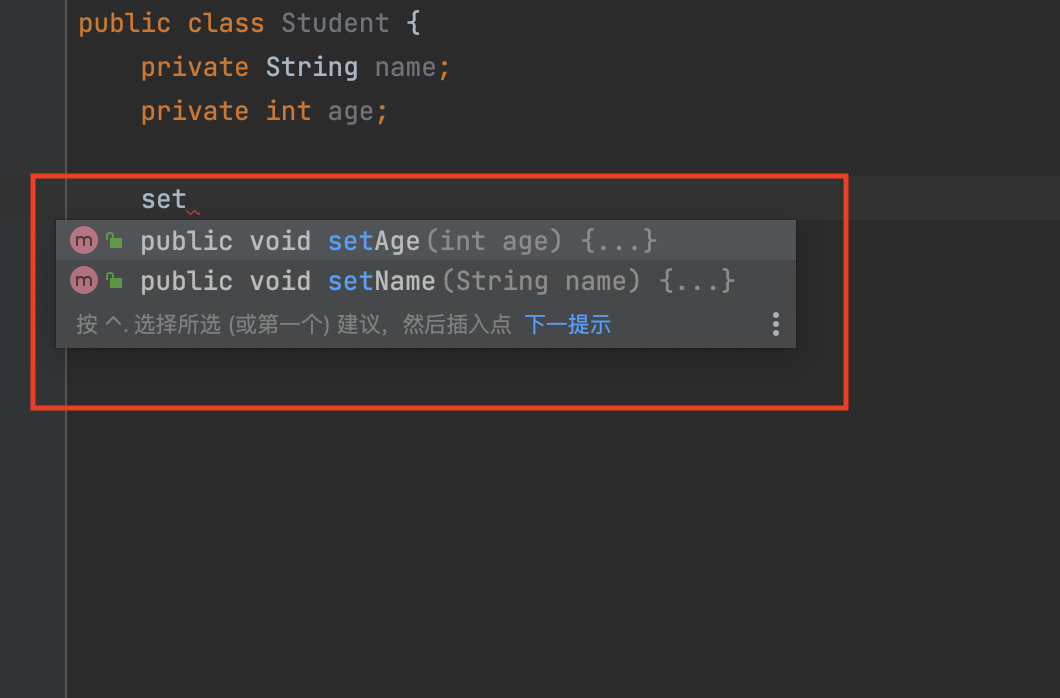 public class Student {
private String name;
private int age;
set
m public void setAge(int age) {...}
m public void setName(String name) {...}
按 ^. 选择所选 (或第一个) 建议，然后插入点 下一提示